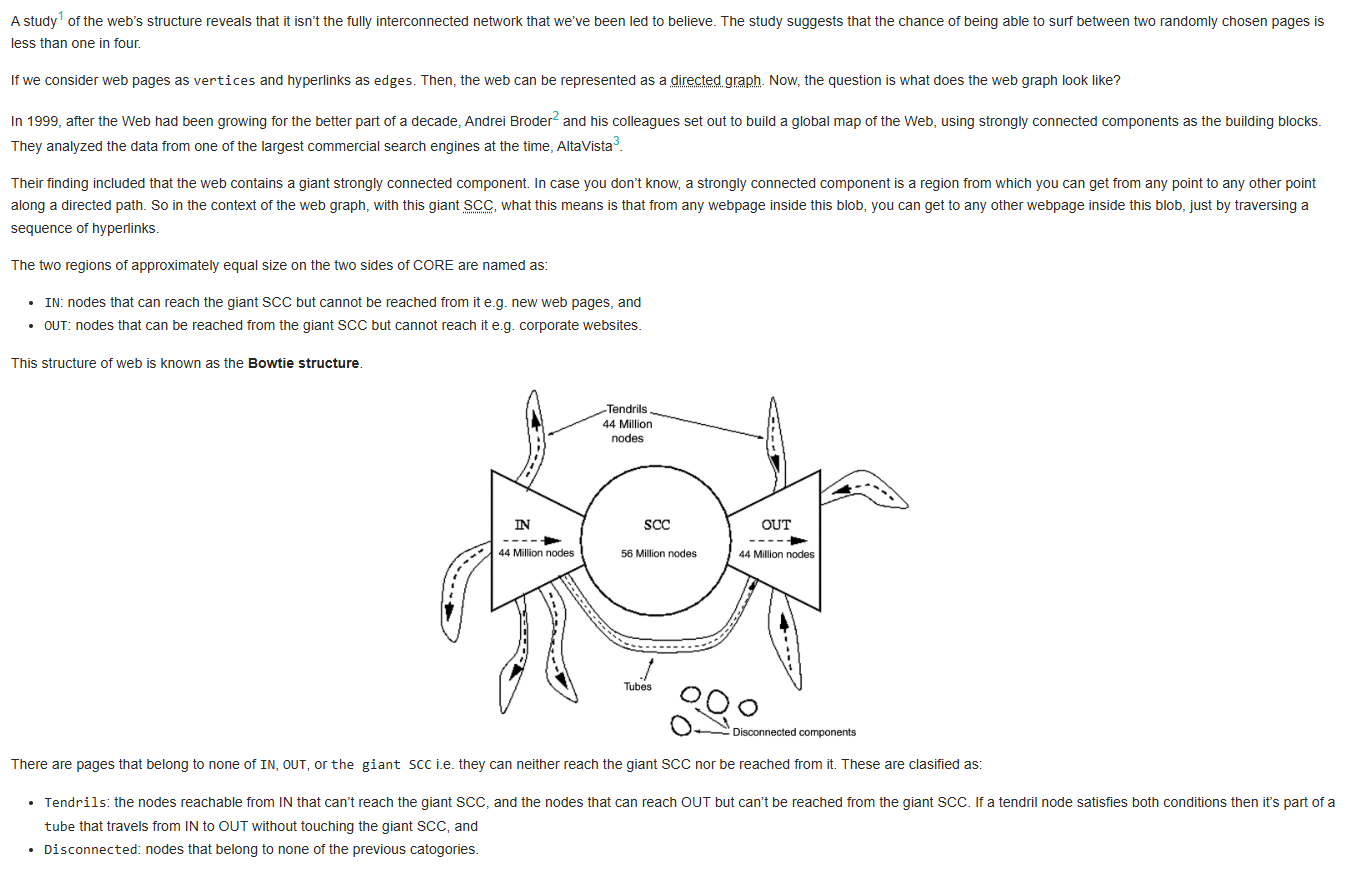 A study1 of the web's structure reveals that it isn't the fully interconnected network that we've been led to believe. The study suggests that the chance of being able to surf between two randomly chosen pages is
less than one in four.
If we consider web pages as vertices and hyperlinks as edges. Then, the web can be represented as a directed graph. Now, the question is what does the web graph look like?
In 1999, after the Web had been growing for the better part of a decade, Andrei Broder2 and his colleagues set out to build a global map of the Web, using strongly connected components as the building blocks.
They analyzed the data from one of the largest commercial search engines at the time, AltaVista3.
Their finding included that the web contains a giant strongly connected component. In case you don't know, a strongly connected component is a region from which you can get from any point to any other point
along a directed path. So in the context of the web graph, with this giant SCC, what this means is that from any webpage inside this blob, you can get to any other webpage inside this blob, just by traversing a
sequence of hyperlinks.
The two regions of approximately equal size on the two sides of CORE are named as:
• IN: nodes that can reach the giant SCC but cannot be reached from it e.g. new web pages, and
• OUT: nodes that can be reached from the giant SCC but cannot reach it e.g. corporate websites.
This structure of web is known as the Bowtie structure.
Tendrils
44 Million
nodes
IN
44 Million nodes
SCC
56 Million nodes
OUT
44 Million nodes
Tubes
Disconnected components
There are pages that belong to none of IN, OUT, or the giant SCC i.e. they can neither reach the giant SCC nor be reached from it. These are clasified as:
• Tendrils: the nodes reachable from IN that can't reach the giant SCC, and the nodes that can reach OUT but can't be reached from the giant SCC. If a tendril node satisfies both conditions then it's part of a
tube that travels from IN to OUT without touching the giant SCC, and
• Disconnected: nodes that belong to none of the previous catogories.